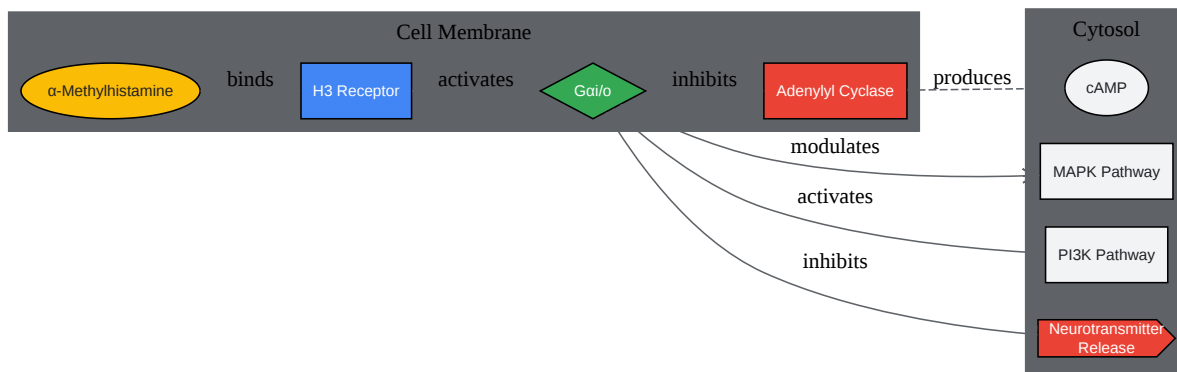 Cell Membrane
Cytosol
α-Methylhistamine
binds
H3 Receptor
activates
Gαi/o
inhibits
Adenylyl Cyclase
produces
cAMP
modulates
MAPK Pathway
activates
PI3K Pathway
inhibits
Neurotransmitter
Release